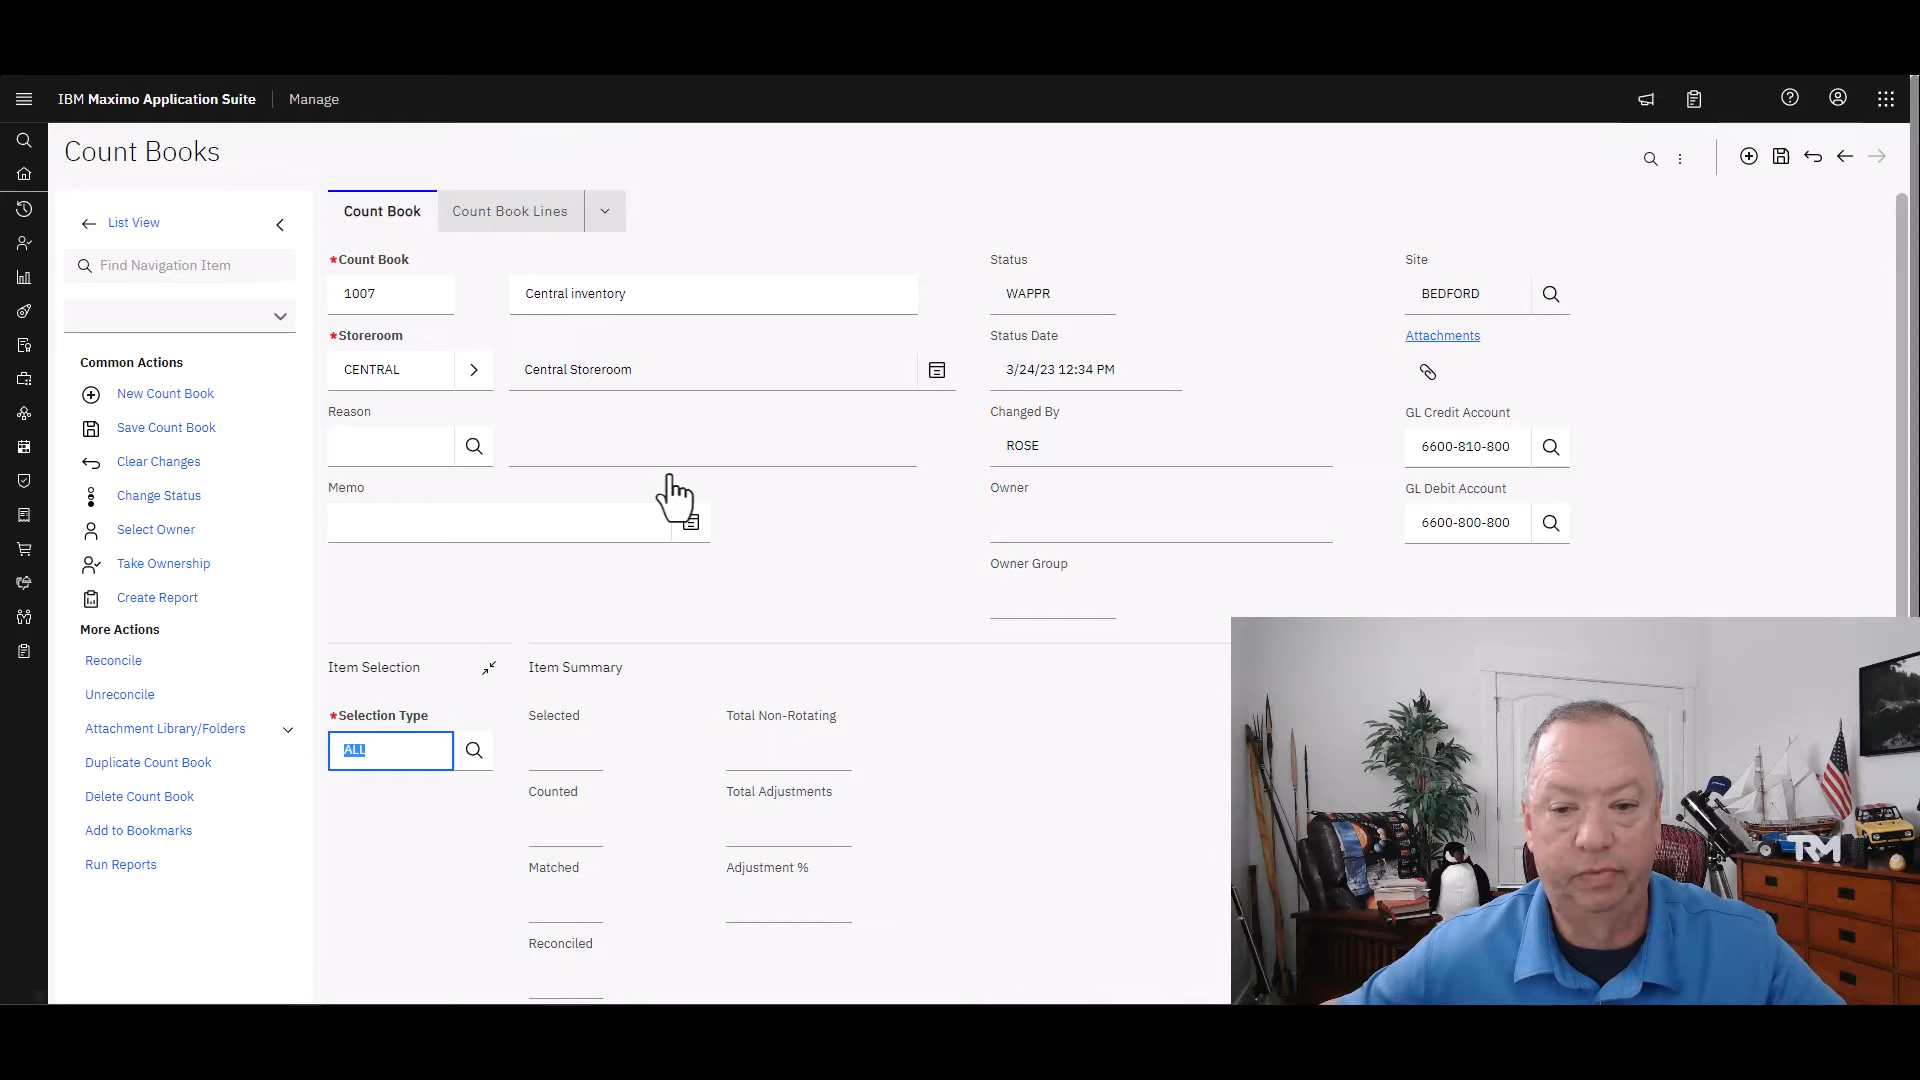 IBM Maximo Application Suite
Manage
Count Books
List View
Find Navigation Item
Common Actions
New Count Book
Save Count Book
Clear Changes
Change Status
Select Owner
Take Ownership
Create Report
More Actions
Reconcile
Unreconcile
Attachment Library/Folders
Duplicate Count Book
Delete Count Book
Add to Bookmarks
Run Reports
Count Book
Count Book Lines
*Count Book
1007
Central inventory
Status
WAPPR
Site
BEDFORD
*Storeroom
CENTRAL
Central Storeroom
Status Date
3/24/23 12:34 PM
Attachments
Reason
Changed By
ROSE
GL Credit Account
6600-810-800
Memo
Owner
GL Debit Account
6600-800-800
Owner Group
Item Selection
Item Summary
*Selection Type
ALL
Selected
Total Non-Rotating
Counted
Total Adjustments
Matched
Adjustment %
Reconciled
TRM